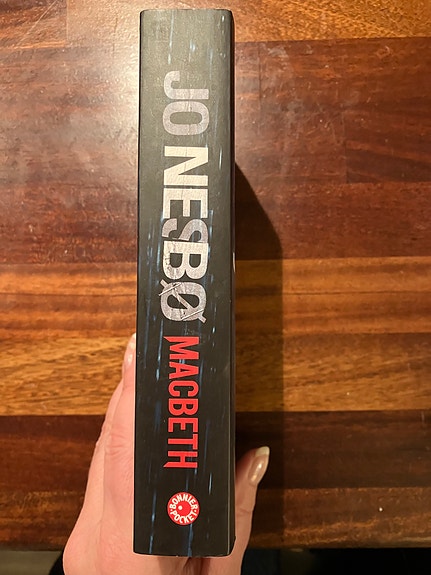 JO NESBØ
MACBETH
BONNIER
POCKET